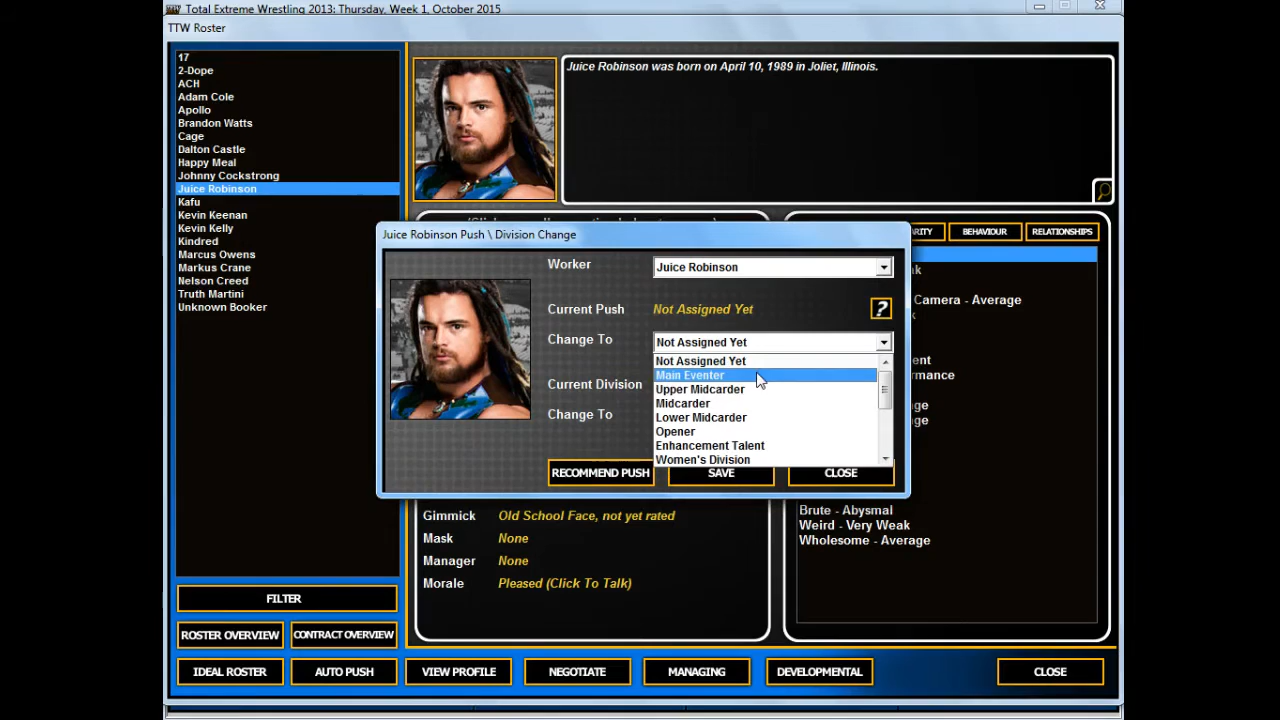 Total Extreme Wrestling 2013: Thursday, Week 1, October 2015
TTW Roster
17
2-Dope
ACH
Adam Cole
Apollo
Brandon Watts
Cage
Dalton Castle
Happy Meal
Johnny Cockstrong
Juice Robinson
Kafu
Kevin Keenan
Kevin Kelly
Kindred
Marcus Owens
Markus Crane
Nelson Creed
Truth Martini
Unknown Booker
FILTER
ROSTER OVERVIEW
CONTRACT OVERVIEW
IDEAL ROSTER
AUTO PUSH
VIEW PROFILE
NEGOTIATE
MANAGING
DEVELOPMENTAL
CLOSE
Juice Robinson was born on April 10, 1989 in Joliet, Illinois.
BEHAVIOUR
RELATIONSHIPS
Camera - Average
Juice Robinson Push \ Division Change
Worker
Juice Robinson
Current Push
Not Assigned Yet
?
Change To
Not Assigned Yet
Not Assigned Yet
Main Eventer
Upper Midcarder
Midcarder
Lower Midcarder
Opener
Enhancement Talent
Women's Division
Current Division
Change To
RECOMMEND PUSH
SAVE
CLOSE
Gimmick
Old School Face, not yet rated
Mask
None
Manager
None
Morale
Pleased (Click To Talk)
Brute - Abysmal
Weird - Very Weak
Wholesome - Average